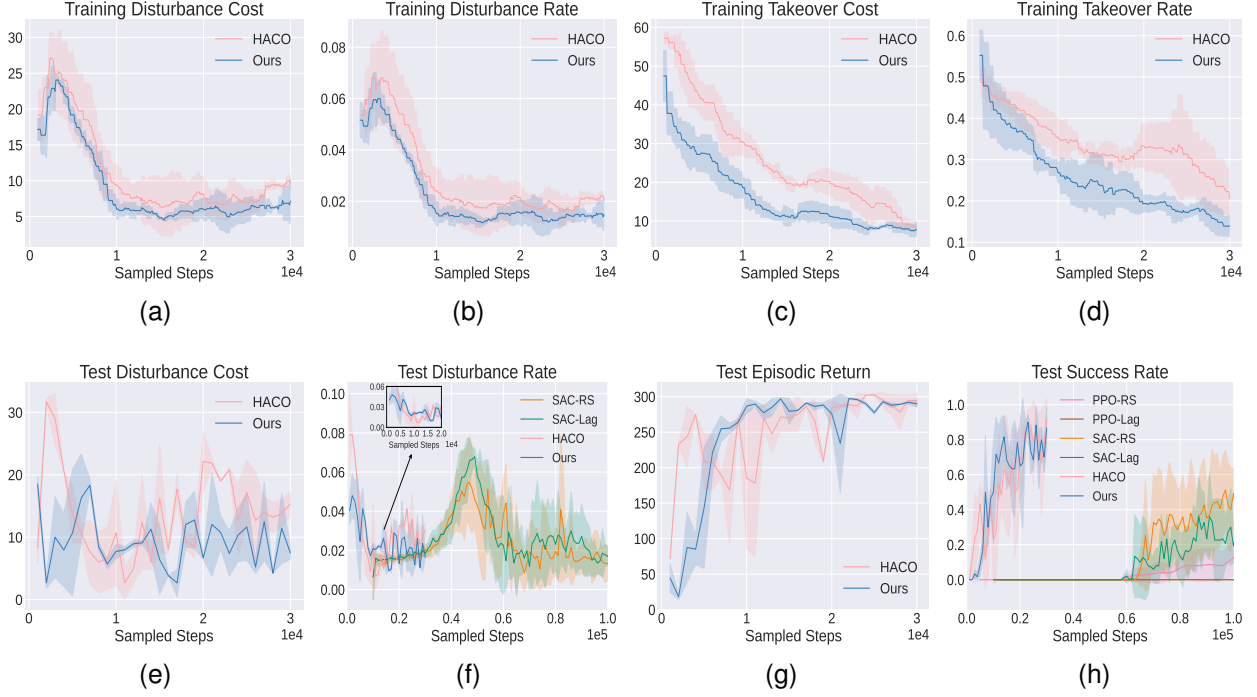 Training Disturbance Cost
30
25
20
15
10
5
HACO
Ours
0
1
2
3
Sampled Steps
1e4
(a)
Training Disturbance Rate
0.08
0.06
0.04
0.02
HACO
Ours
0
1
2
3
Sampled Steps
1e4
(b)
Training Takeover Cost
60
50
40
30
20
10
HACO
Ours
0
1
2
3
Sampled Steps
1e4
(c)
Training Takeover Rate
0.6
0.5
0.4
0.3
0.2
0.1
HACO
Ours
0
1
2
3
Sampled Steps
1e4
(d)
Test Disturbance Cost
30
20
10
0
HACO
Ours
0
1
2
3
Sampled Steps
1e4
(e)
Test Disturbance Rate
0.10
0.08
0.06
0.04
0.02
0.00
0.06
0.03
0.00
0.0 0.5 1.0 1.5 2.0
Sampled Steps
1e4
SAC-RS
SAC-Lag
HACO
Ours
0.0
0.2
0.4
0.6
0.8
1.0
Sampled Steps
1e5
(f)
Test Episodic Return
300
250
200
150
100
50
0
HACO
Ours
0
1
2
3
Sampled Steps
1e4
(g)
Test Success Rate
1.0
0.8
0.6
0.4
0.2
0.0
PPO-RS
PPO-Lag
SAC-RS
SAC-Lag
HACO
Ours
0.0
0.2
0.4
0.6
0.8
1.0
Sampled Steps
1e5
(h)